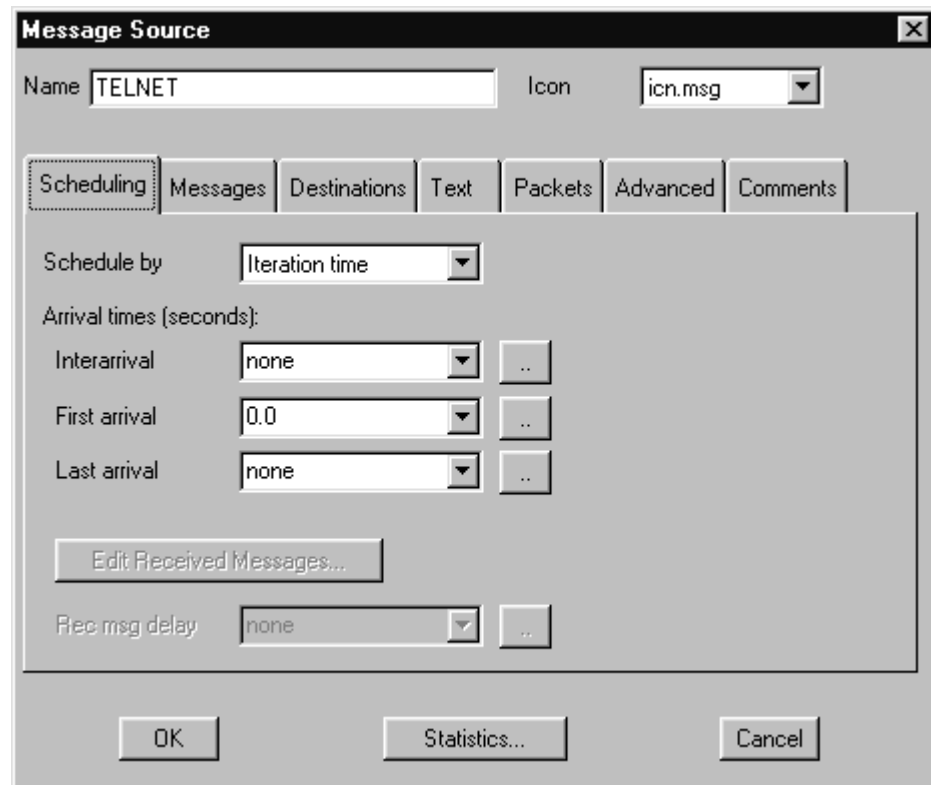 Message Source
Name TELNET Icon icn.msg
Scheduling Messages Destinations Text Packets Advanced Comments
Schedule by Iteration time
Arrival times (seconds):
Interarrival none ..
First arrival 0.0 ..
Last arrival none ..
Edit Received Messages...
Rec msg delay none ..
OK Statistics... Cancel